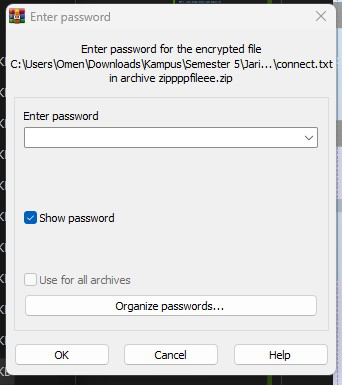 Enter password
Enter password for the encrypted file
C:\Users\Omen\Downloads\Kampus\Semester 5\Jari...\connect.txt
in archive zippppfileee.zip
Enter password
Show password
Use for all archives
Organize passwords...
OK
Cancel
Help